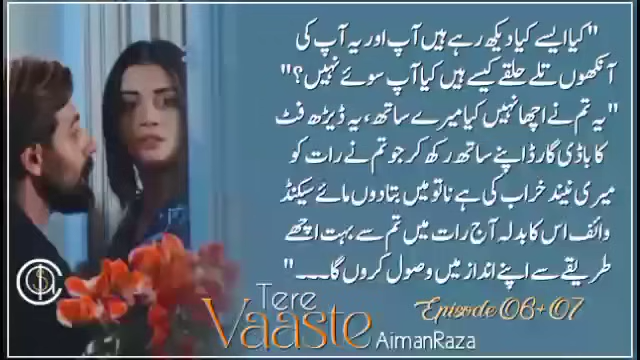 "کیا ایسے کیا دیکھ رہے ہیں آپ اور یہ آپ کی
آنکھوں تلے حلقے کیسے ہیں کیا آپ سوئے نہیں؟"
"یہ تم نے اچھا نہیں کیا میرے ساتھ، یہ ڈیڑھ فٹ
کا باڈی گارڈ اپنے ساتھ رکھ کر جو تم نے رات کو
میری نیند خراب کی ہے نا تو میں بتادوں مائے سیکنڈ
وائف اس کا بدلہ آج رات میں تم سے بہت اچھے
طریقے سے اپنے انداز میں وصول کروں گا۔۔۔۔"
Tere
Vaaste
Episode 06+07
AimanRaza